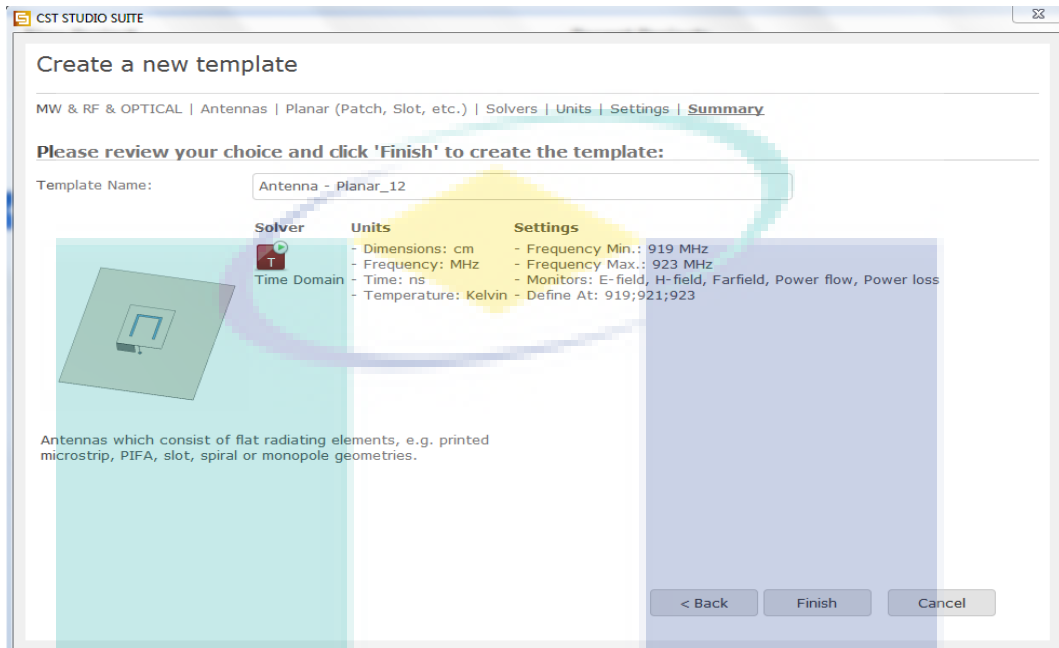 CST STUDIO SUITE
Create a new template
MW & RF & OPTICAL | Antennas | Planar (Patch, Slot, etc.) | Solvers | Units | Settings | Summary
Please review your choice and click 'Finish' to create the template:
Template Name: Antenna - Planar_12
Solver Units Settings
- Dimensions: cm - Frequency Min.: 919 MHz
T - Frequency: MHz - Frequency Max.: 923 MHz
Time Domain - Time: ns - Monitors: E-field, H-field, Farfield, Power flow, Power loss
- Temperature: Kelvin - Define At: 919;921;923
Antennas which consist of flat radiating elements, e.g. printed
microstrip, PIFA, slot, spiral or monopole geometries.
< Back Finish Cancel